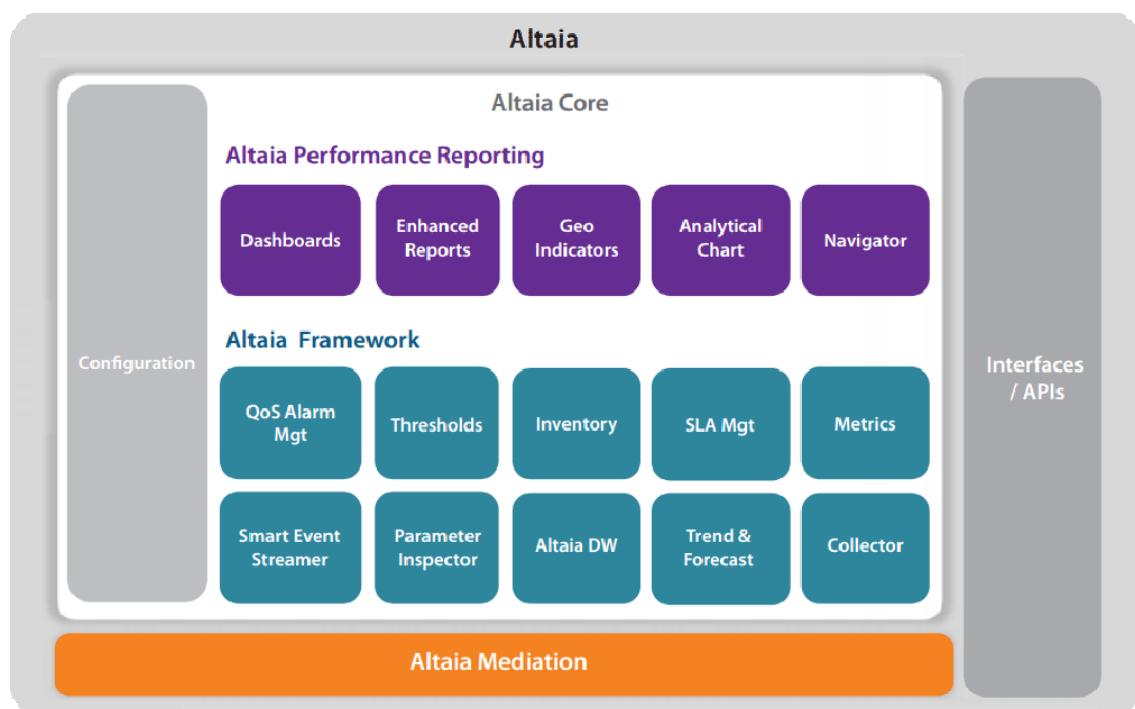 Altaia
Altaia Core
Altaia Performance Reporting
Dashboards
Enhanced
Reports
Geo
Indicators
Analytical
Chart
Navigator
Configuration
Altaia Framework
QoS Alarm
Mgt
Thresholds
Inventory
SLA Mgt
Metrics
Smart Event
Streamer
Parameter
Inspector
Altaia DW
Trend &
Forecast
Collector
Interfaces
/ APIs
Altaia Mediation